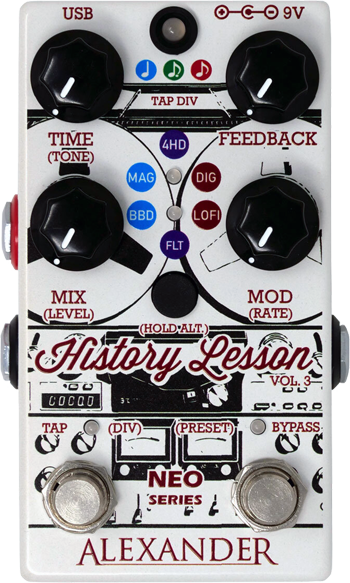 USB
9V
TAP DIV
TIME
(TONE)
FEEDBACK
4HD
MAG
DIG
BBD
LOFI
FLT
MIX
(LEVEL)
MOD
(RATE)
(HOLD ALT.)
History Lesson
VOL. 3
TAP
(DIV)
(PRESET)
BYPASS
NEO
SERIES
ALEXANDER